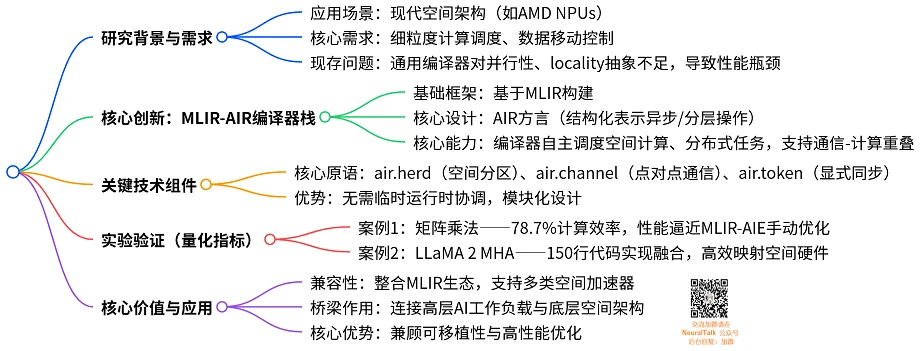 研究背景与需求
应用场景：现代空间架构（如AMD NPUs）
核心需求：细粒度计算调度、数据移动控制
现存问题：通用编译器对并行性、locality抽象不足，导致性能瓶颈
核心创新：MLIR-AIR编译器栈
基础框架：基于MLIR构建
核心设计：AIR方言（结构化表示异步/分层操作）
核心能力：编译器自主调度空间计算、分布式任务，支持通信-计算重叠
关键技术组件
核心原语：air.herd（空间分区）、air.channel（点对点通信）、air.token（显式同步）
优势：无需临时运行时协调，模块化设计
实验验证（量化指标）
案例1：矩阵乘法——78.7%计算效率，性能逼近MLIR-AIE手动优化
案例2：LLaMA 2 MHA——150行代码实现融合，高效映射空间硬件
核心价值与应用
兼容性：整合MLIR生态，支持多类空间加速器
桥梁作用：连接高层AI工作负载与底层空间架构
核心优势：兼顾可移植性与高性能优化
交流加群请在
NeuralTalk 公众号
后台回复：加群